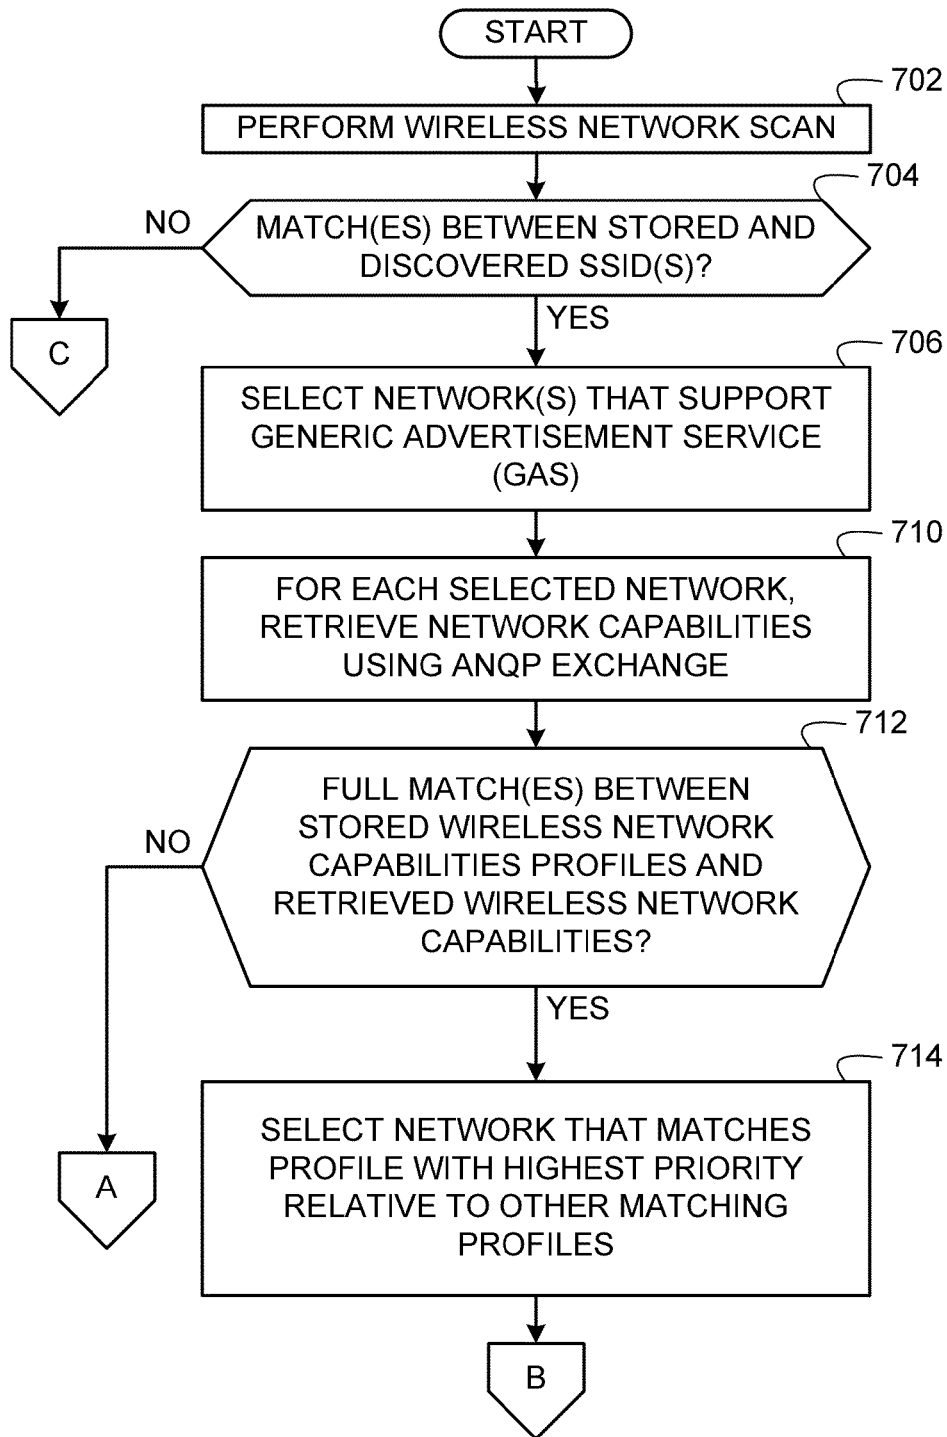 START
702
PERFORM WIRELESS NETWORK SCAN
704
NO
MATCH(ES) BETWEEN STORED AND
DISCOVERED SSID(S)?
YES
C
706
SELECT NETWORK(S) THAT SUPPORT
GENERIC ADVERTISEMENT SERVICE
(GAS)
710
FOR EACH SELECTED NETWORK,
RETRIEVE NETWORK CAPABILITIES
USING ANQP EXCHANGE
712
NO
FULL MATCH(ES) BETWEEN
STORED WIRELESS NETWORK
CAPABILITIES PROFILES AND
RETRIEVED WIRELESS NETWORK
CAPABILITIES?
YES
714
A
SELECT NETWORK THAT MATCHES
PROFILE WITH HIGHEST PRIORITY
RELATIVE TO OTHER MATCHING
PROFILES
B